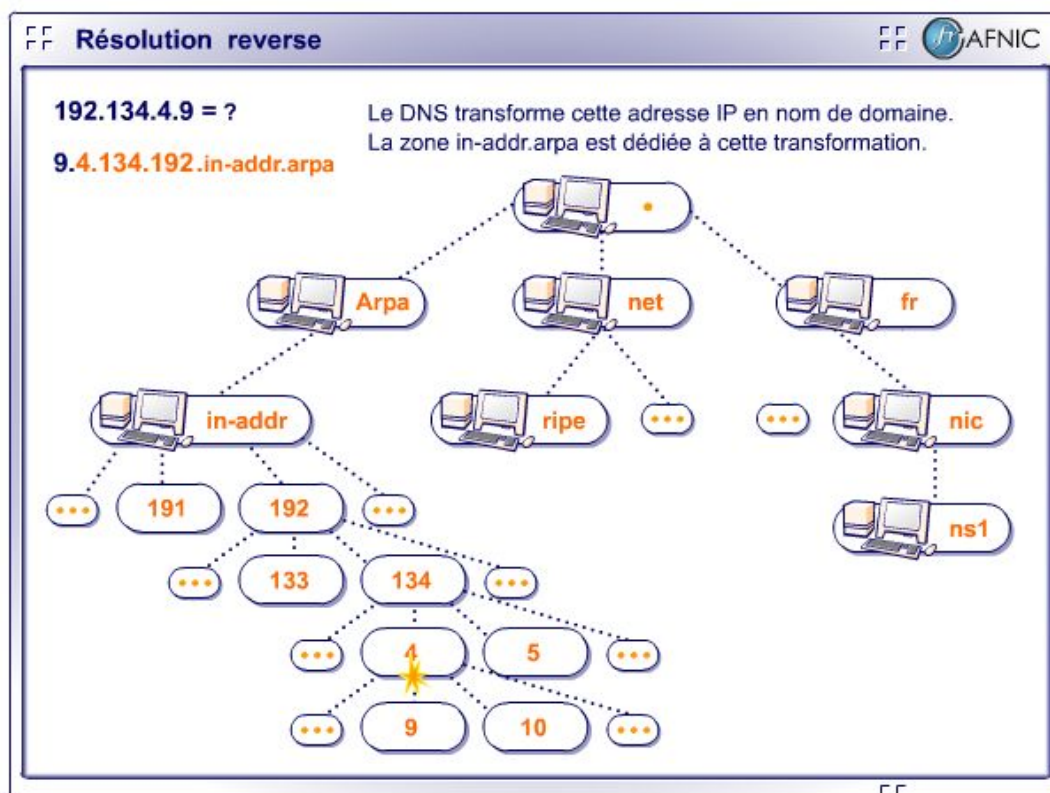 Résolution reverse
fr AFNIC
192.134.4.9 = ?
Le DNS transforme cette adresse IP en nom de domaine.
La zone in-addr.arpa est dédiée à cette transformation.
9.4.134.192.in-addr.arpa
•
Arpa
net
fr
in-addr
ripe
•••
•••
nic
•••
191
192
•••
ns1
•••
133
134
•••
•••
4
5
•••
•••
9
10
•••